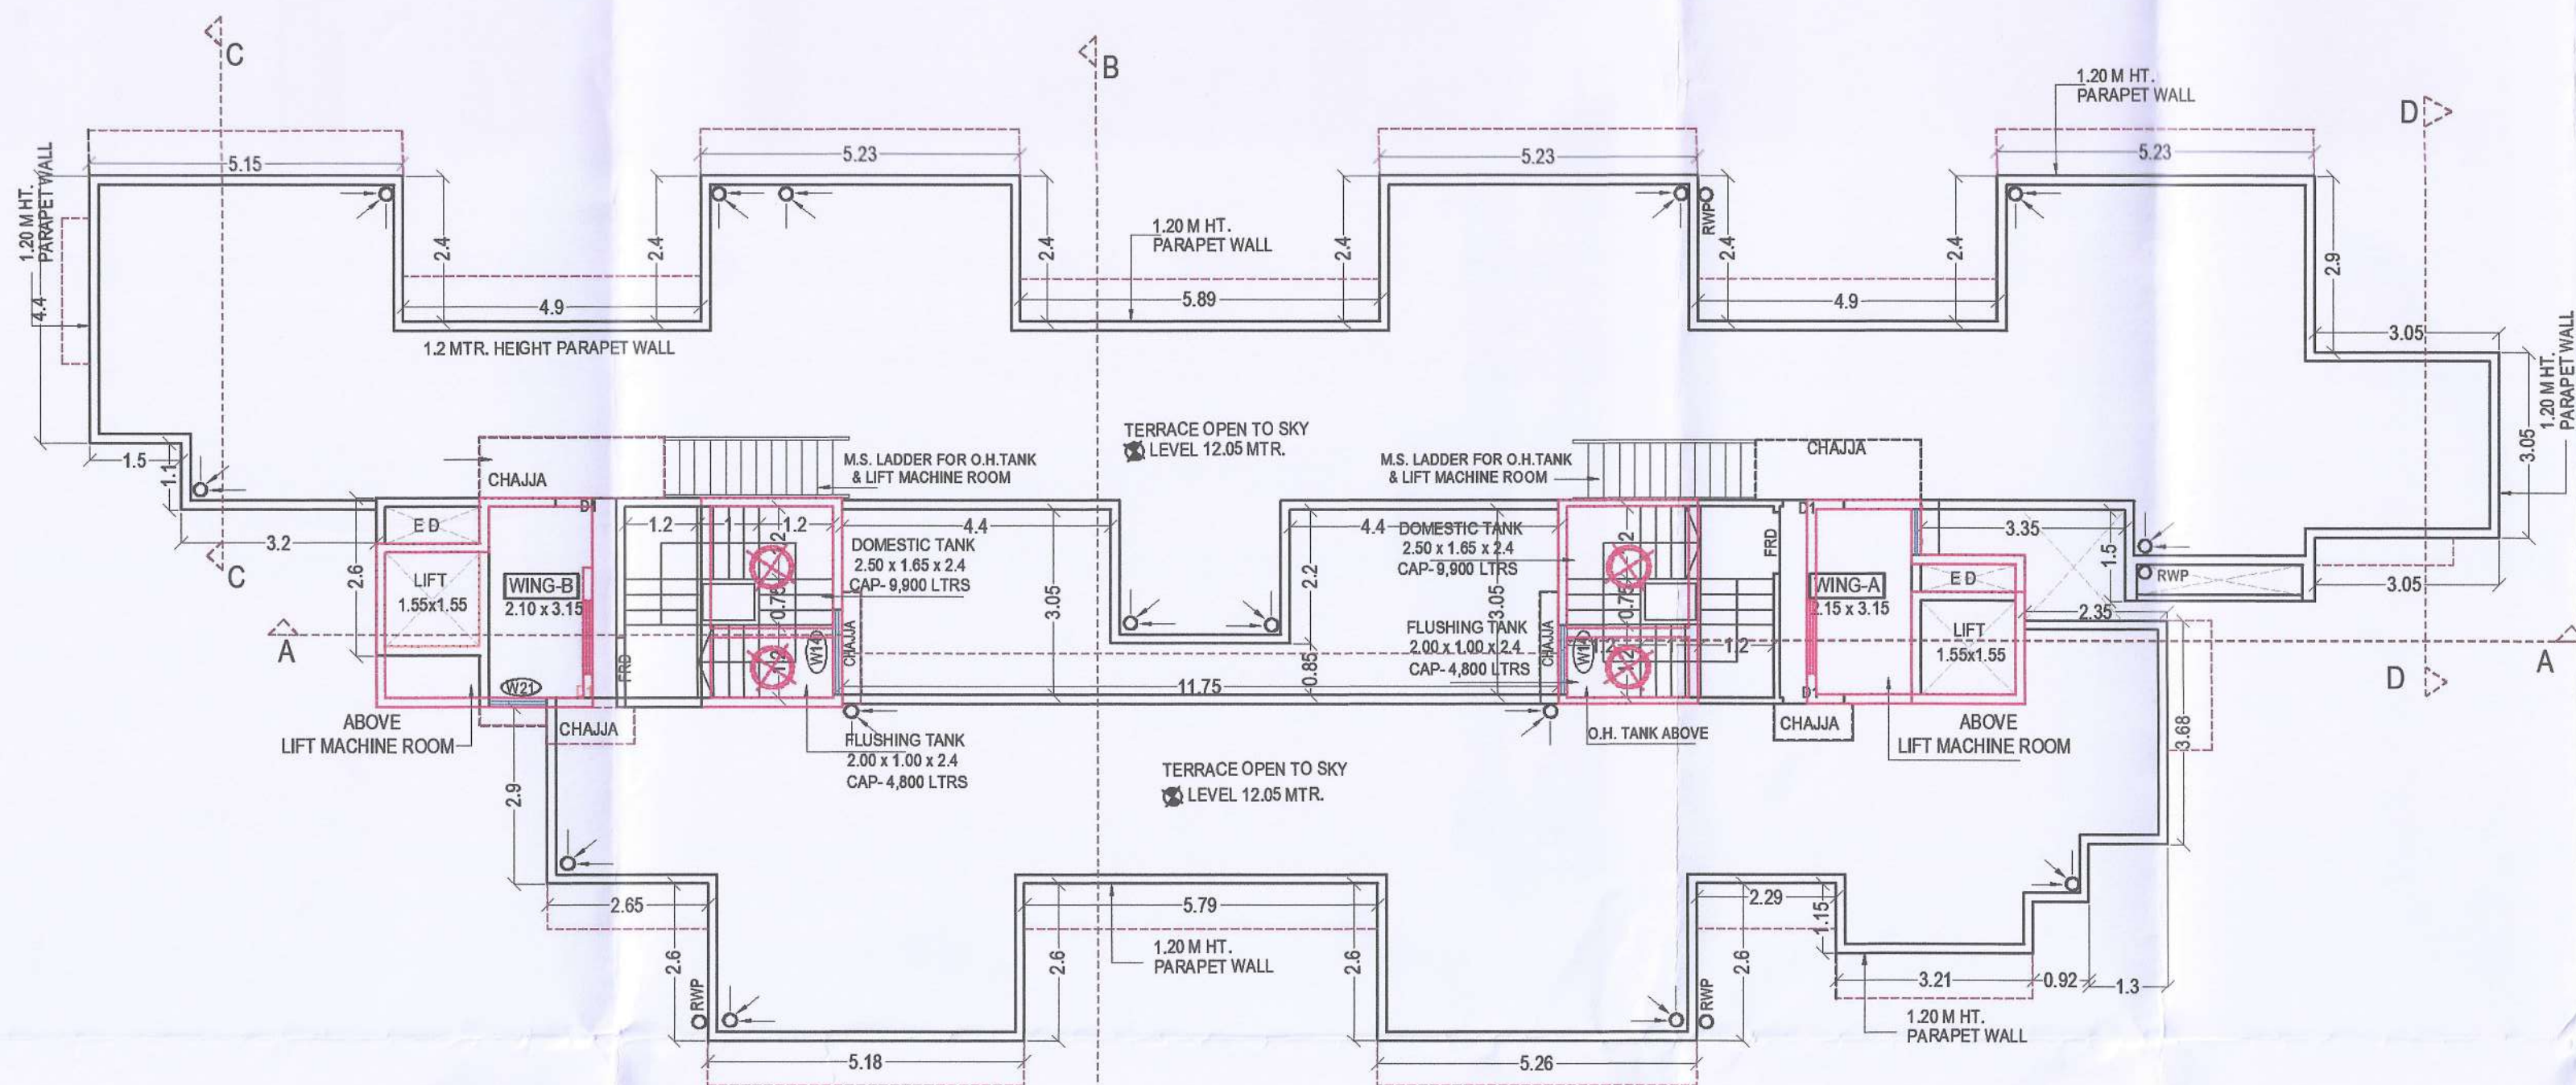 C
B
1.20 M HT.
PARAPET WALL
D
5.15
5.23
5.23
5.23
1.20 M HT.
PARAPET WALL
4.4
2.4
2.4
2.4
1.20 M HT.
PARAPET WALL
2.4
RWP
2.4
2.4
2.9
4.9
5.89
4.9
1.2 MTR. HEIGHT PARAPET WALL
3.05
1.20 M HT.
PARAPET WALL
3.05
TERRACE OPEN TO SKY
LEVEL 12.05 MTR.
1.5
1.1
CHAJJA
M.S. LADDER FOR O.H.TANK
& LIFT MACHINE ROOM
M.S. LADDER FOR O.H.TANK
& LIFT MACHINE ROOM
CHAJJA
3.2
C
2.6
E D
LIFT
1.55x1.55
WING-B
2.10 x 3.15
D1
FRD
W21
1.2
1
1.2
4.4
DOMESTIC TANK
2.50 x 1.65 x 2.4
CAP- 9,900 LTRS
W14
CHAJJA
3.05
2.2
0.85
11.75
4.4
DOMESTIC TANK
2.50 x 1.65 x 2.4
CAP- 9,900 LTRS
3.05
FLUSHING TANK
2.00 x 1.00 x 2.4
CAP- 4,800 LTRS
CHAJJA
1.2
1
1.2
FRD
D1
WING-A
2.15 x 3.15
D1
3.35
1.5
E D
LIFT
1.55x1.55
RWP
2.35
3.05
A
A
D
ABOVE
LIFT MACHINE ROOM
CHAJJA
FLUSHING TANK
2.00 x 1.00 x 2.4
CAP- 4,800 LTRS
O.H. TANK ABOVE
CHAJJA
ABOVE
LIFT MACHINE ROOM
3.68
TERRACE OPEN TO SKY
LEVEL 12.05 MTR.
2.9
2.65
5.79
2.29
1.15
2.6
RWP
2.6
1.20 M HT.
PARAPET WALL
2.6
RWP
2.6
3.21
0.92
1.3
1.20 M HT.
PARAPET WALL
5.18
5.26